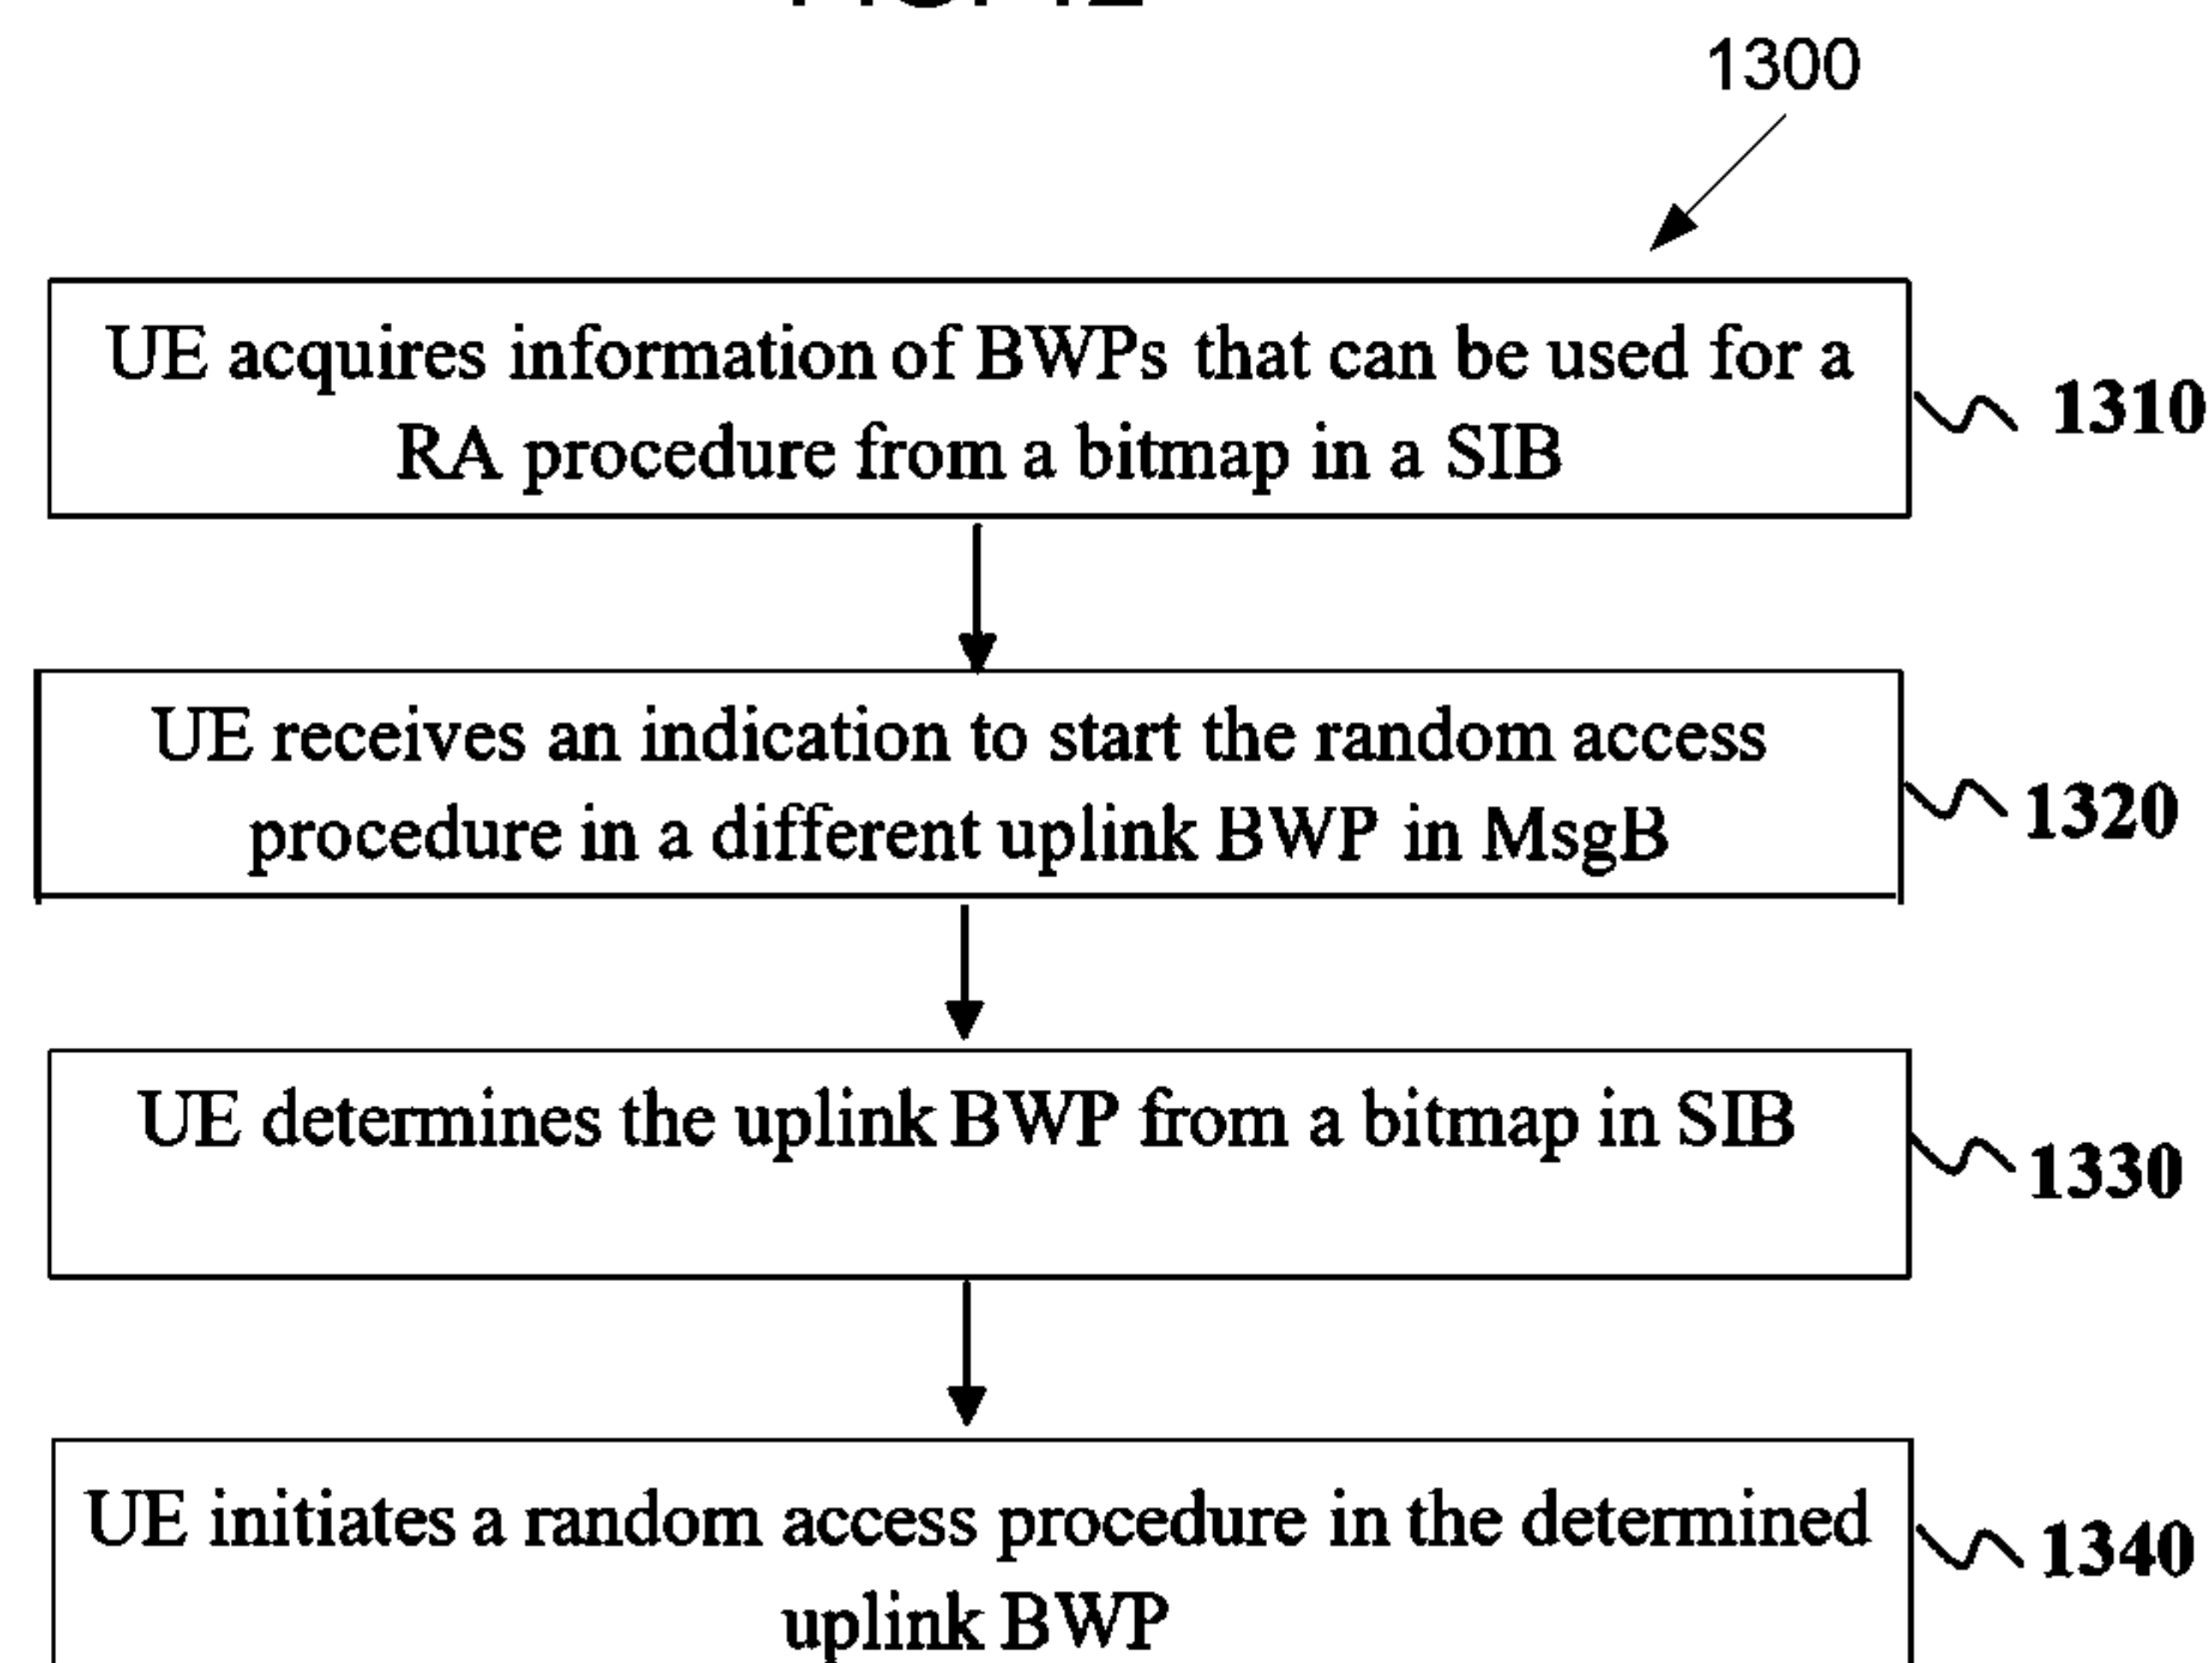 1300
UE acquires information of BWPs that can be used for a
RA procedure from a bitmap in a SIB
1310
UE receives an indication to start the random access
procedure in a different uplink BWP in MsgB
1320
UE determines the uplink BWP from a bitmap in SIB
1330
UE initiates a random access procedure in the determined
uplink BWP
1340